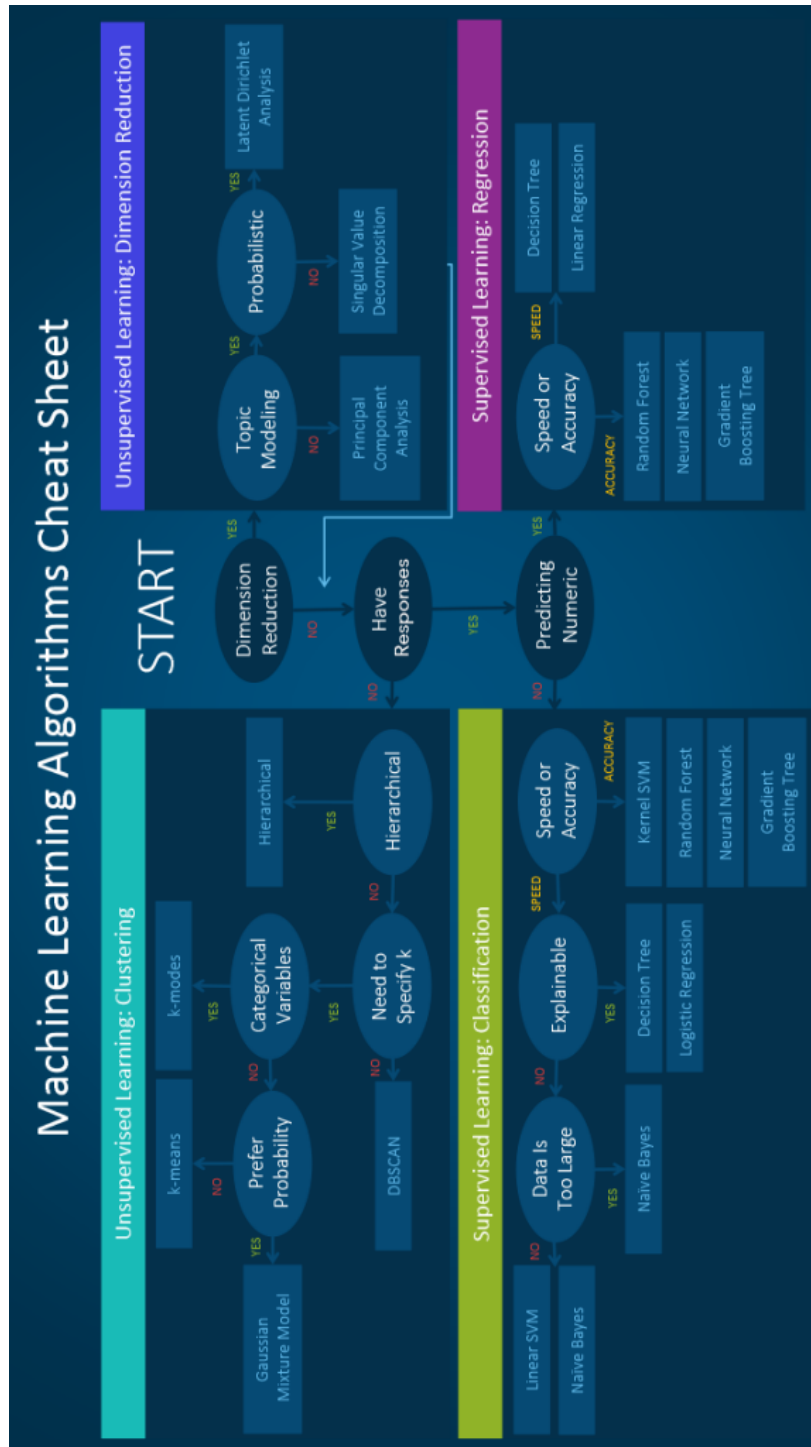 Machine Learning Algorithms Cheat Sheet
Unsupervised Learning: Clustering
START
Unsupervised Learning: Dimension Reduction
k-means
k-modes
Hierarchical
Gaussian
Mixture Model
YES
Prefer
Probability
NO
NO
Categorical
Variables
YES
YES
DBSCAN
NO
Need to
Specify k
YES
NO
Hierarchical
NO
Dimension
Reduction
YES
NO
Have
Responses
YES
Topic
Modeling
YES
NO
Probabilistic
YES
NO
Latent Dirichlet
Analysis
Principal
Component
Analysis
Singular Value
Decomposition
Supervised Learning: Classification
Supervised Learning: Regression
Linear SVM
Naïve Bayes
NO
Data Is
Too Large
YES
Naïve Bayes
NO
Explainable
YES
Decision Tree
Logistic Regression
SPEED
Speed or
Accuracy
ACCURACY
Kernel SVM
Random Forest
Neural Network
Gradient
Boosting Tree
NO
Predicting
Numeric
YES
Speed or
Accuracy
SPEED
Decision Tree
Linear Regression
ACCURACY
Random Forest
Neural Network
Gradient
Boosting Tree